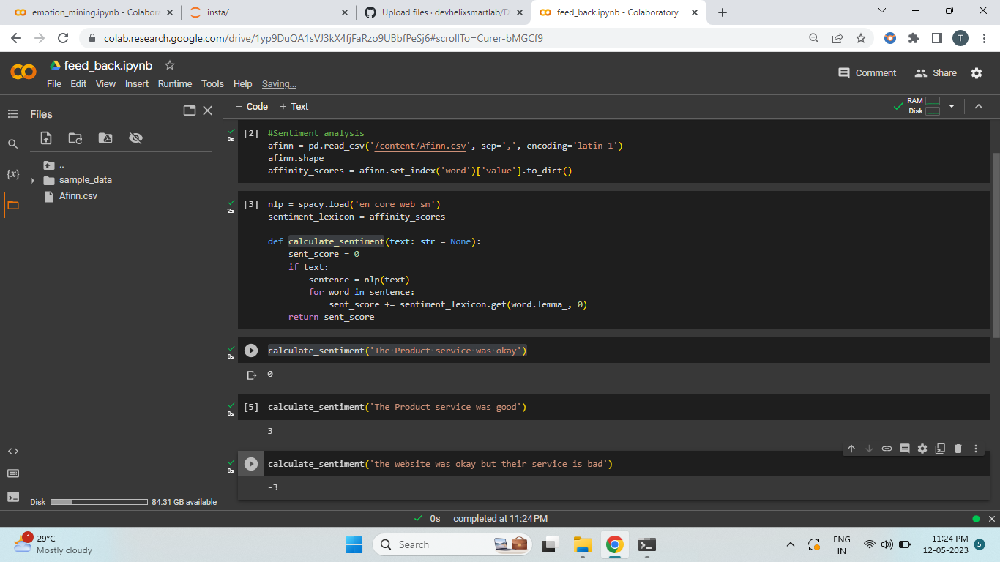 emotion_mining.ipynb - Colabora
insta/
Upload files · devhelixsmartlab/D
feed_back.ipynb - Colaboratory
colab.research.google.com/drive/1yp9DuQA1sVJ3kX4fjFaRzo9UBbfPeSj6#scrollTo=Curer-bMGCf9
T
feed_back.ipynb
Comment
Share
File Edit View Insert Runtime Tools Help Saving...
Files
+ Code + Text
RAM
Disk
..
sample_data
Afinn.csv
{x}
0s
[2] #Sentiment analysis
afinn = pd.read_csv('/content/Afinn.csv', sep=',', encoding='latin-1')
afinn.shape
affinity_scores = afinn.set_index('word')['value'].to_dict()
2s
[3] nlp = spacy.load('en_core_web_sm')
sentiment_lexicon = affinity_scores
def calculate_sentiment(text: str = None):
sent_score = 0
if text:
sentence = nlp(text)
for word in sentence:
sent_score += sentiment_lexicon.get(word.lemma_, 0)
return sent_score
0s
calculate_sentiment('The Product service was okay')
0
0s
[5] calculate_sentiment('The Product service was good')
3
0s
calculate_sentiment('the website was okay but their service is bad')
-3
Disk 84.31 GB available
0s completed at 11:24 PM
1
29°C
Mostly cloudy
Search
ENG
IN
11:24 PM
12-05-2023
5